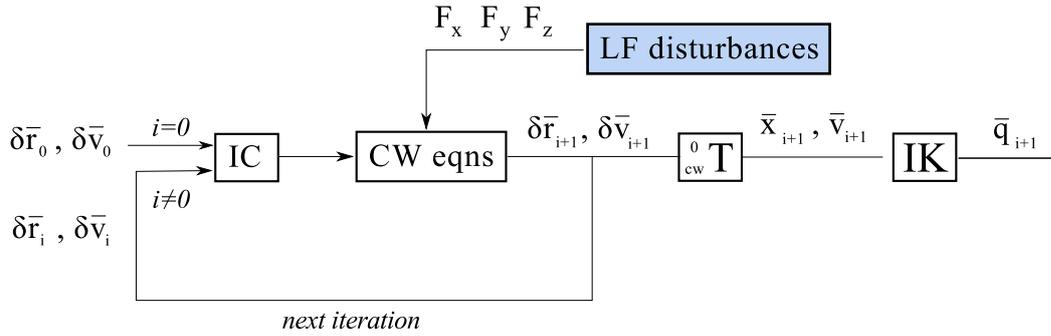 F_x F_y F_z
LF disturbances
δr̅_0 , δv̅_0
i=0
IC
CW eqns
δr̅_{i+1}, δv̅_{i+1}
^0_{cw} T
x̅_{i+1} , v̅_{i+1}
IK
q̅_{i+1}
i≠0
δr̅_i , δv̅_i
next iteration